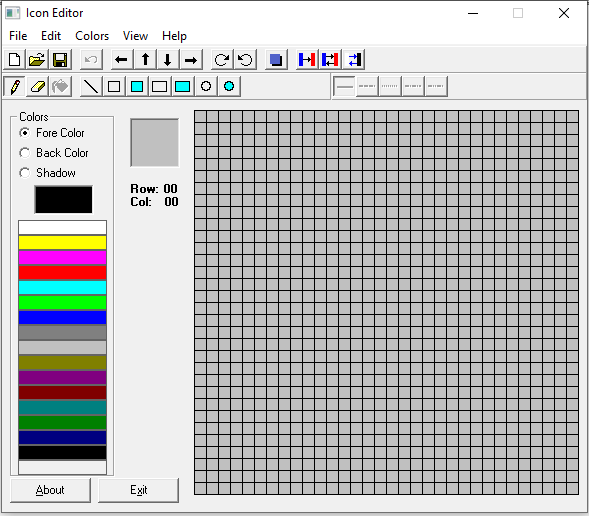 Icon Editor
File Edit Colors View Help
Colors
Fore Color
Back Color
Shadow
Row: 00
Col: 00
About
Exit